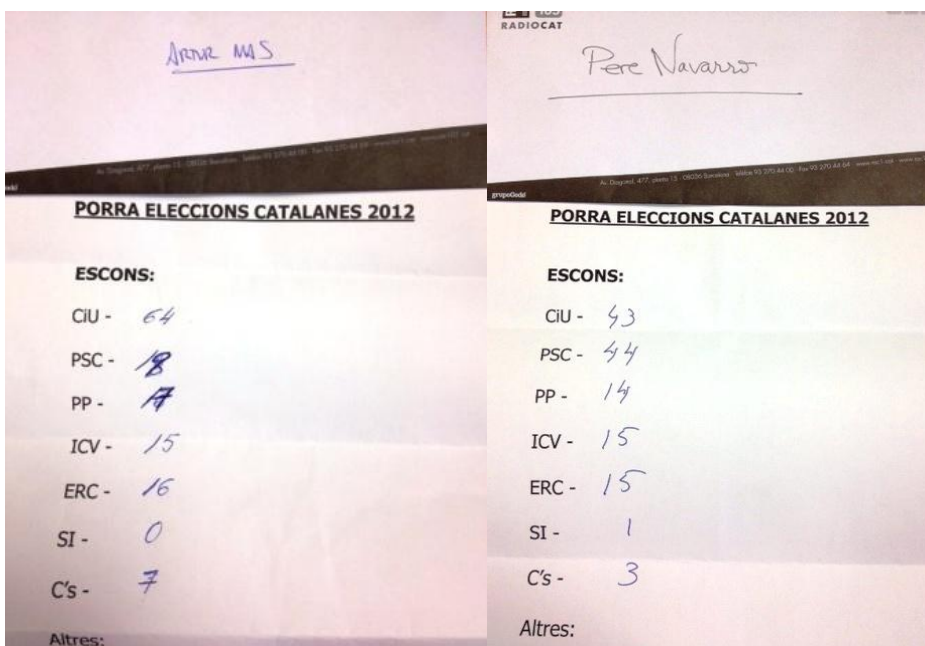 ARTUR MAS
PORRA ELECCIONS CATALANES 2012
ESCONS:
CiU - 64
PSC - 18
PP - 17
ICV - 15
ERC - 16
SI - 0
C's - 7
Altres:
RADIOCAT
Pere Navarro
grupoGodó
PORRA ELECCIONS CATALANES 2012
ESCONS:
CiU - 43
PSC - 44
PP - 14
ICV - 15
ERC - 15
SI - 1
C's - 3
Altres: